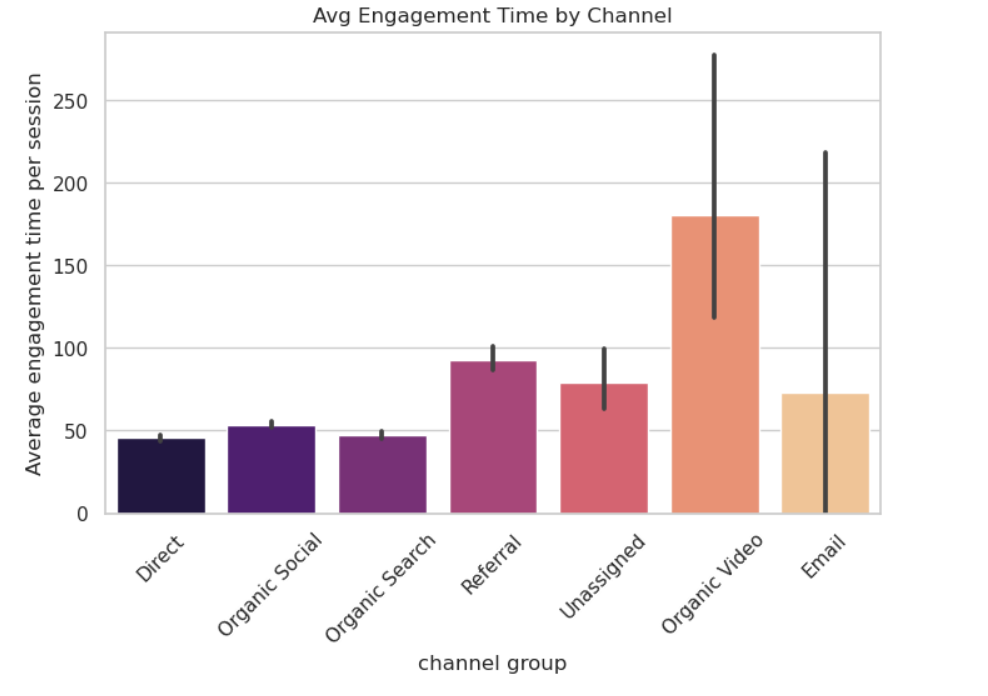 Avg Engagement Time by Channel
Average engagement time per session
250
200
150
100
50
0
Direct
Organic Social
Organic Search
Referral
Unassigned
Organic Video
Email
channel group